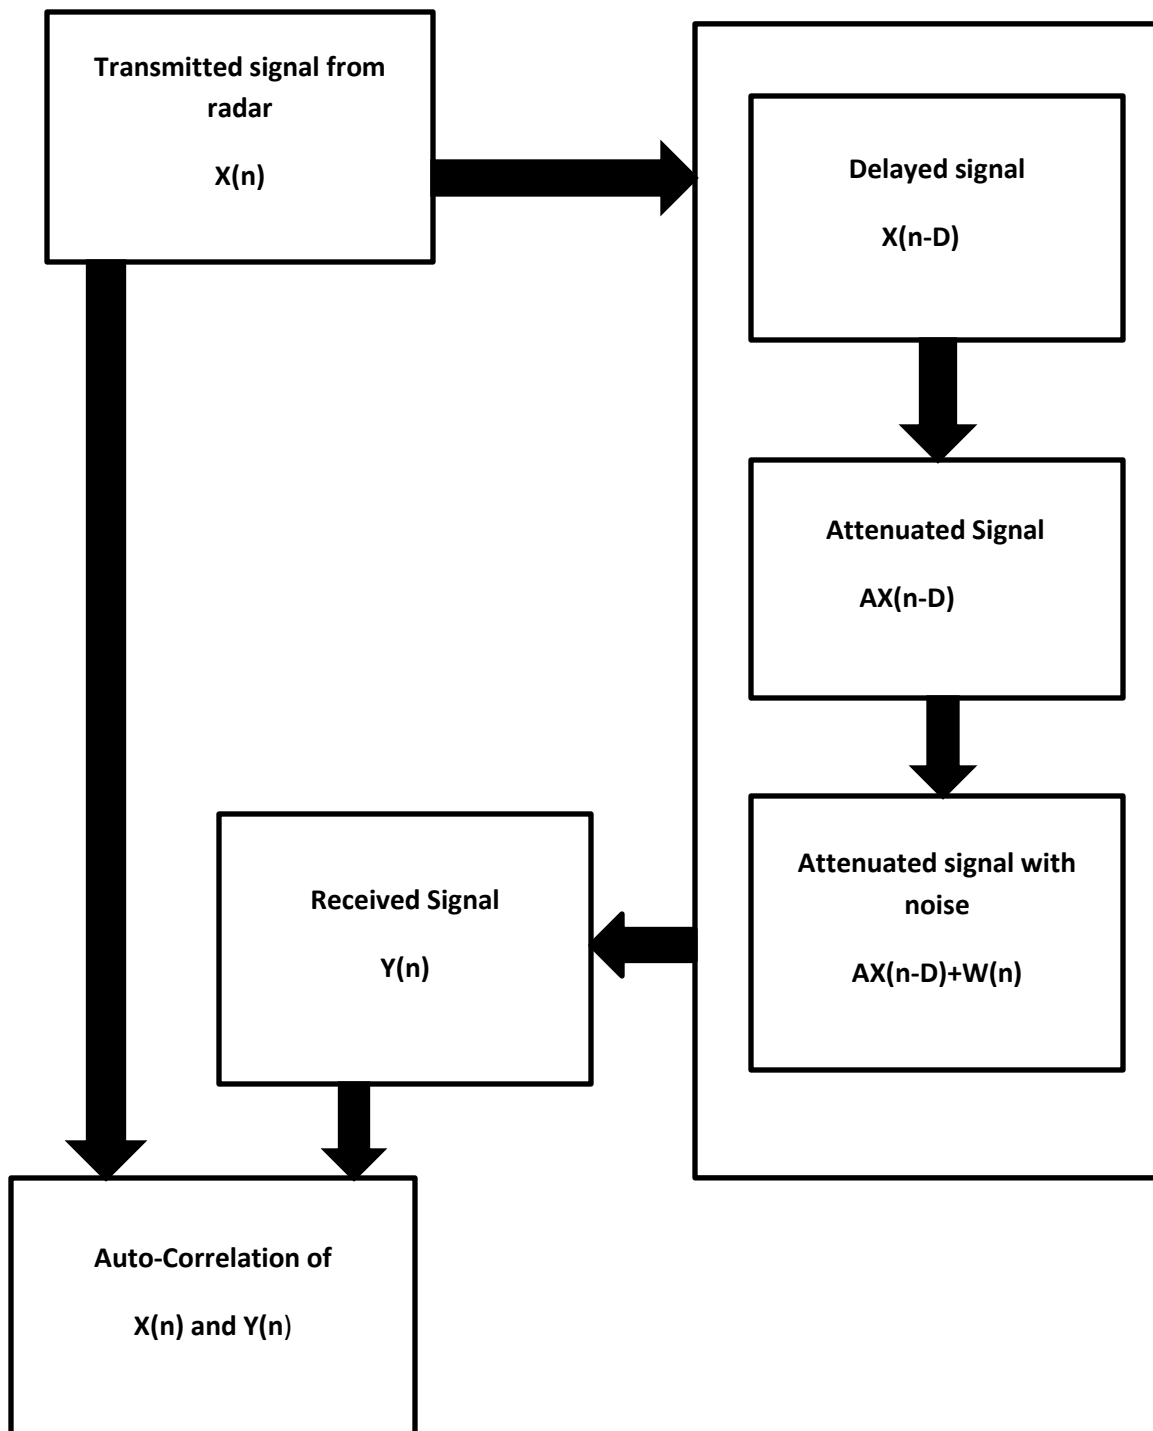 Transmitted signal from
radar
X(n)
Delayed signal
X(n-D)
Attenuated Signal
AX(n-D)
Attenuated signal with
noise
AX(n-D)+W(n)
Received Signal
Y(n)
Auto-Correlation of
X(n) and Y(n)